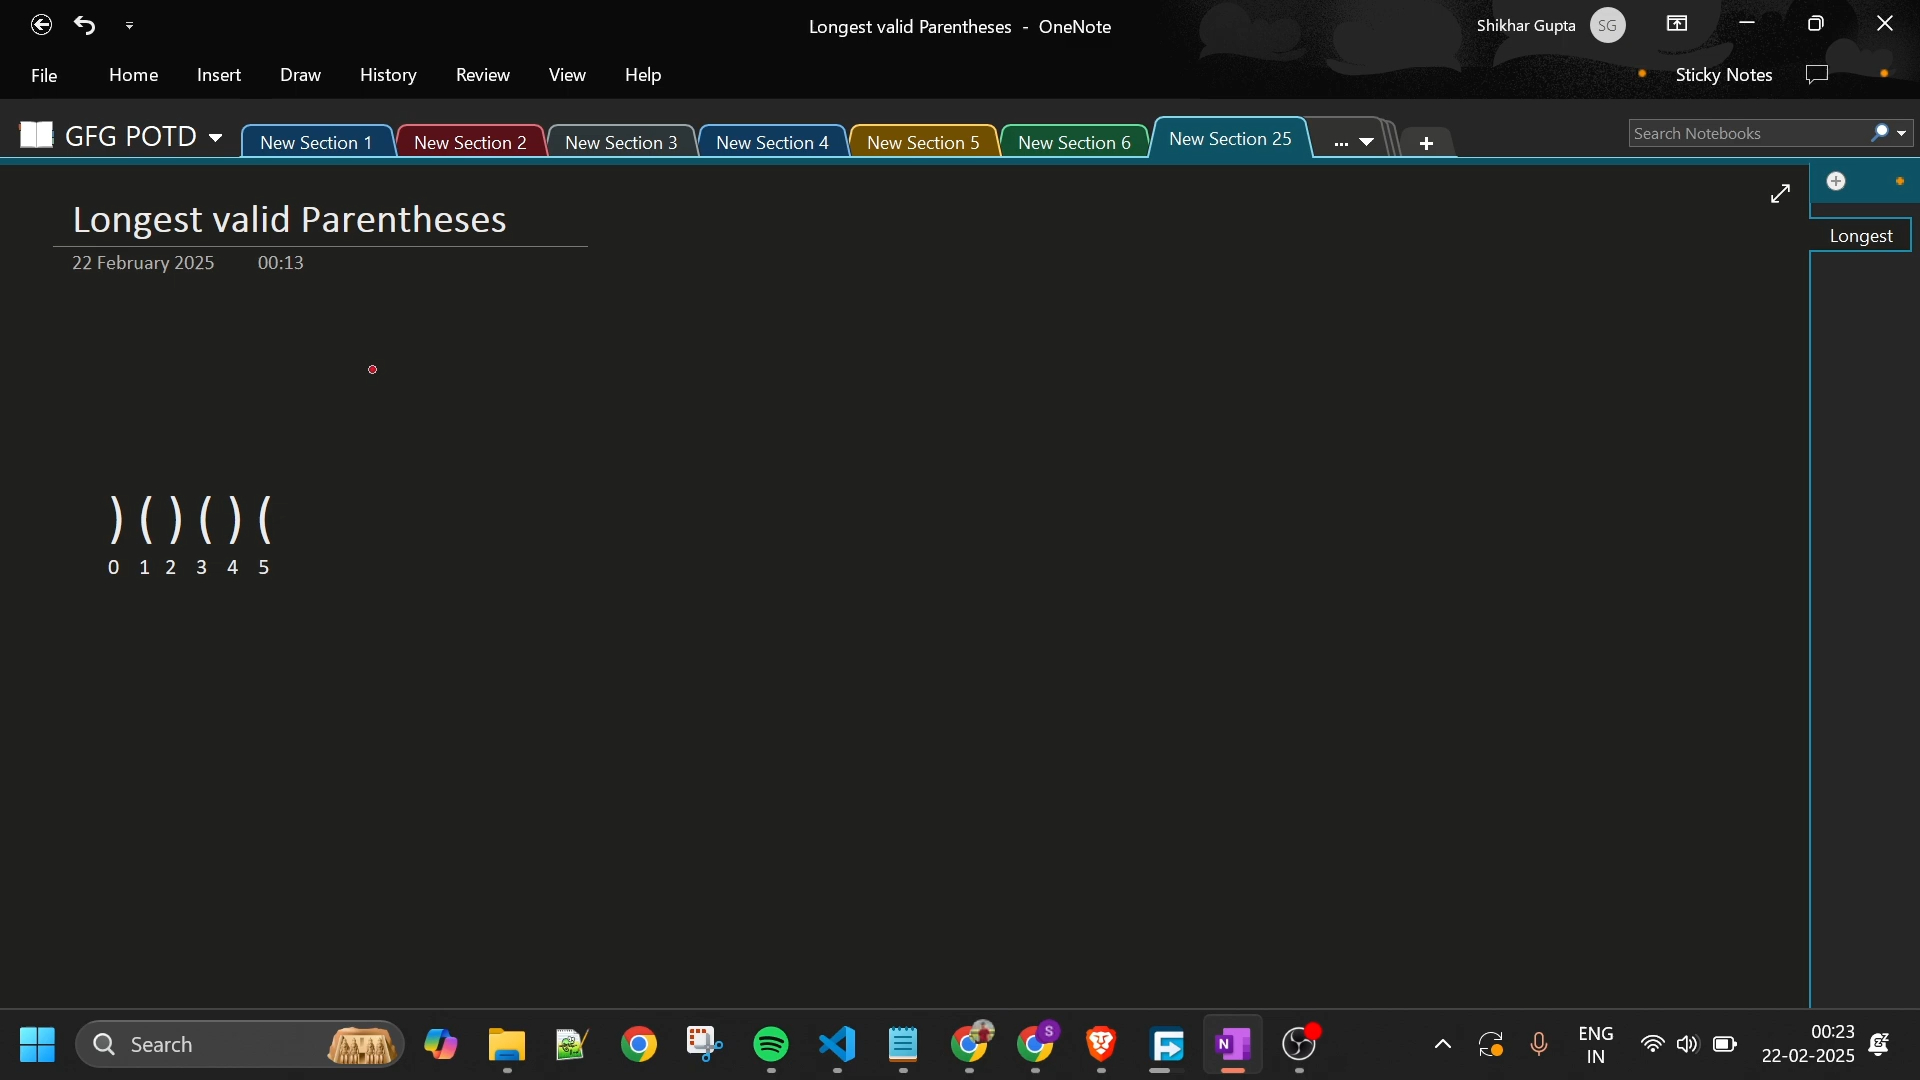 Longest valid Parentheses - OneNote
Shikhar Gupta SG
File Home Insert Draw History Review View Help
Sticky Notes
GFG POTD
New Section 1 New Section 2 New Section 3 New Section 4 New Section 5 New Section 6 New Section 25 ... +
Search Notebooks
Longest valid Parentheses
22 February 2025 00:13
Longest
) ( ) ( ) (
0 1 2 3 4 5
Search
S
N
ENG
IN
00:23
22-02-2025